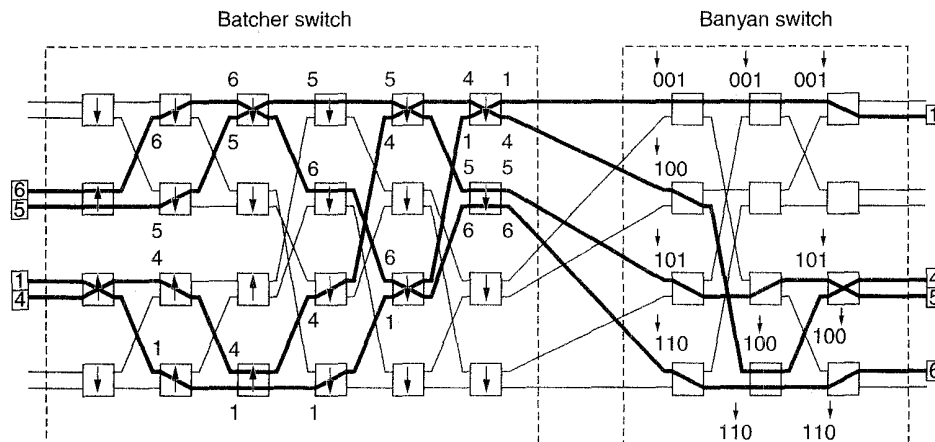 Batcher switch
Banyan switch
6 5 5 4 1
001 001 001
1
6 5 4 1 4
6 5 5
100
6
5
5 6 6
4 6 101 101
1
4
4
5
1 4 4 1 110 100 100
6
1 1
110 110